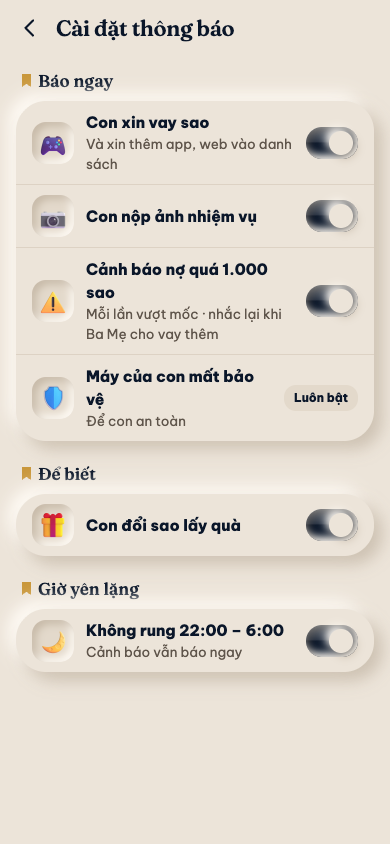 Cài đặt thông báo
Báo ngay
Con xin vay sao
Và xin thêm app, web vào danh
sách
Con nộp ảnh nhiệm vụ
Cảnh báo nợ quá 1.000
sao
Mỗi lần vượt mốc · nhắc lại khi
Ba Mẹ cho vay thêm
Máy của con mất bảo
vệ
Để con an toàn
Luôn bật
Để biết
Con đổi sao lấy quà
Giờ yên lặng
Không rung 22:00 – 6:00
Cảnh báo vẫn báo ngay